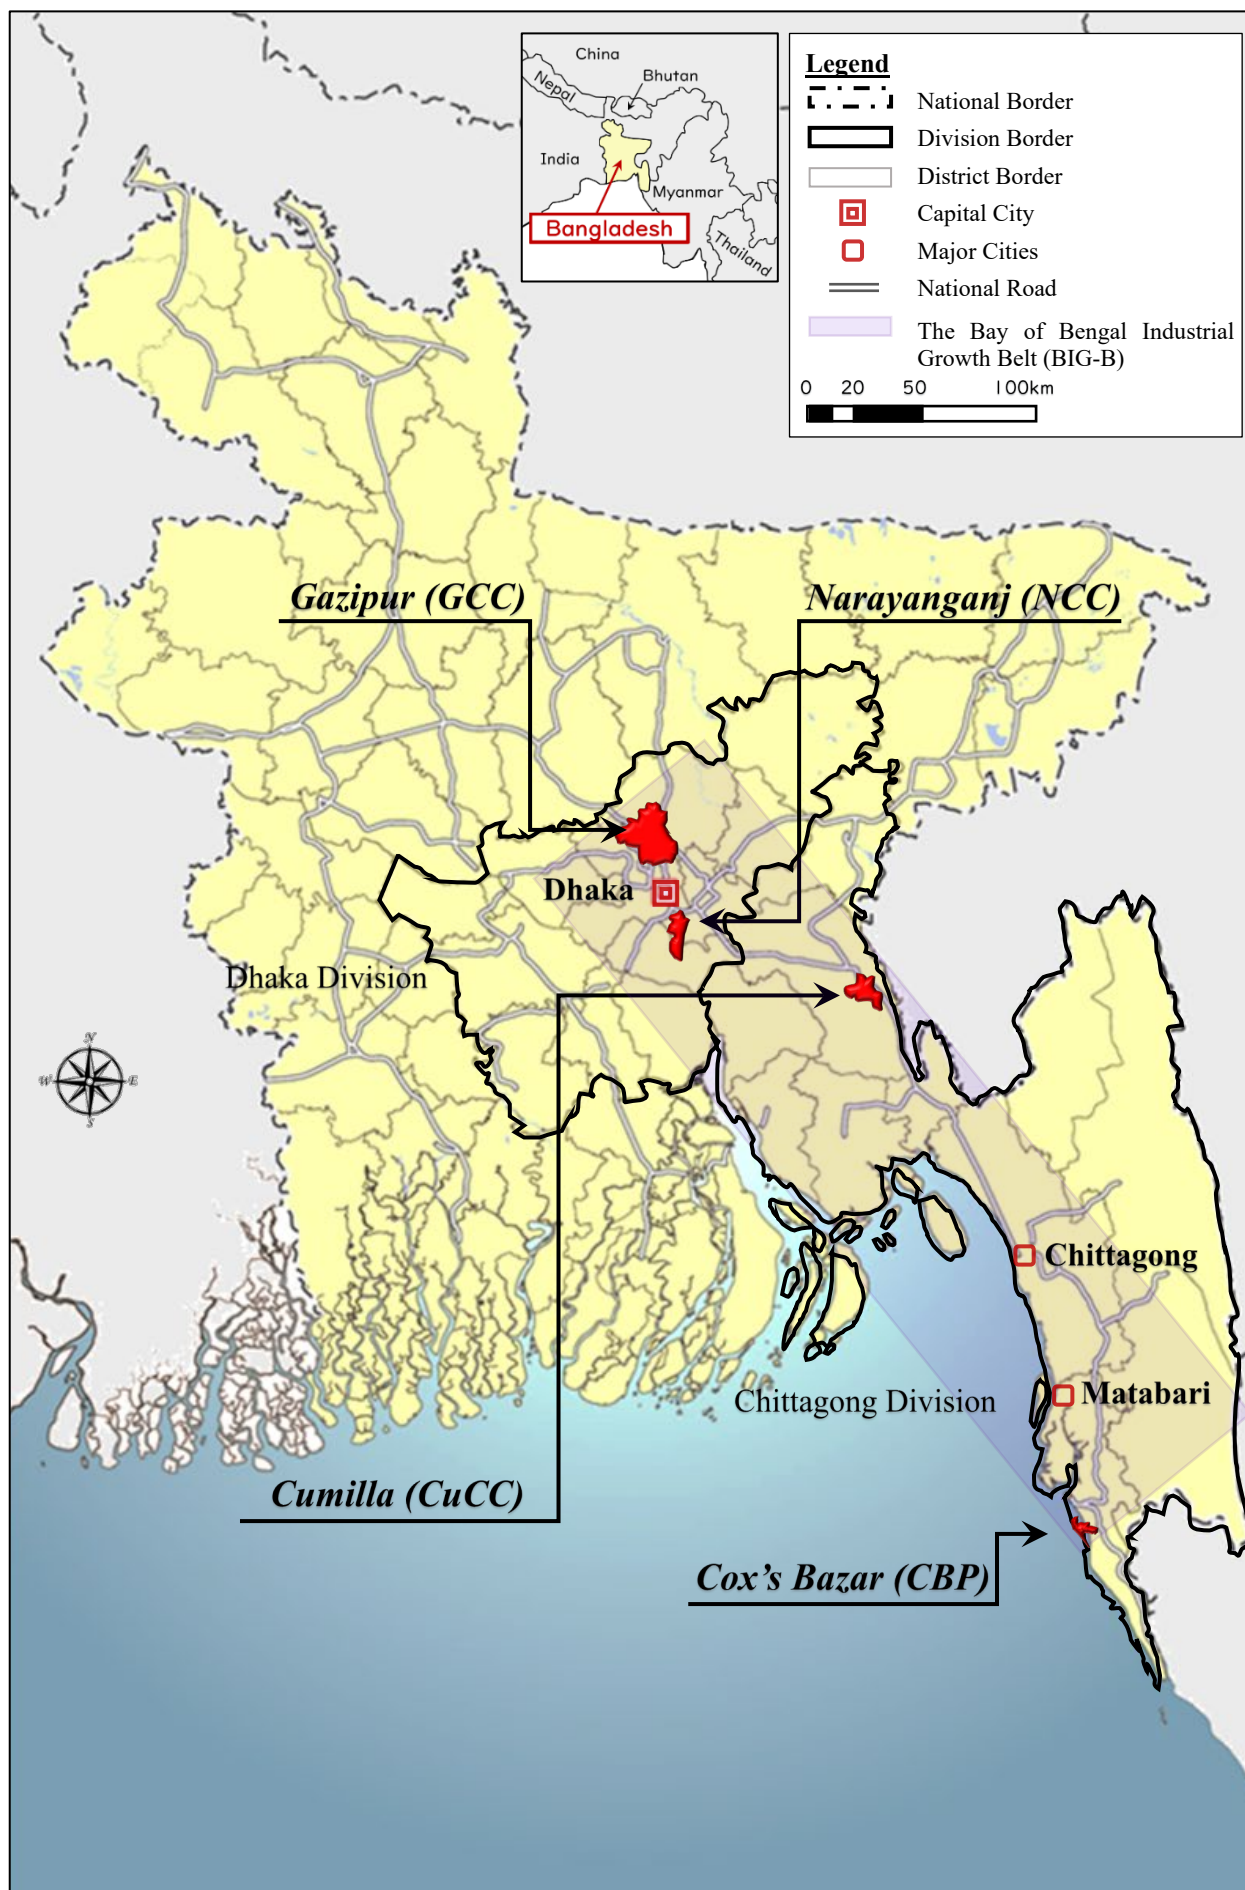 China
Nepal
Bhutan
India
Myanmar
Bangladesh
Thailand
Legend
National Border
Division Border
District Border
Capital City
Major Cities
National Road
The Bay of Bengal Industrial
Growth Belt (BIG-B)
0 20 50 100km
Gazipur (GCC)
Narayanganj (NCC)
Dhaka
Dhaka Division
N
W E
S
Chittagong
Matabari
Chittagong Division
Cumilla (CuCC)
Cox's Bazar (CBP)